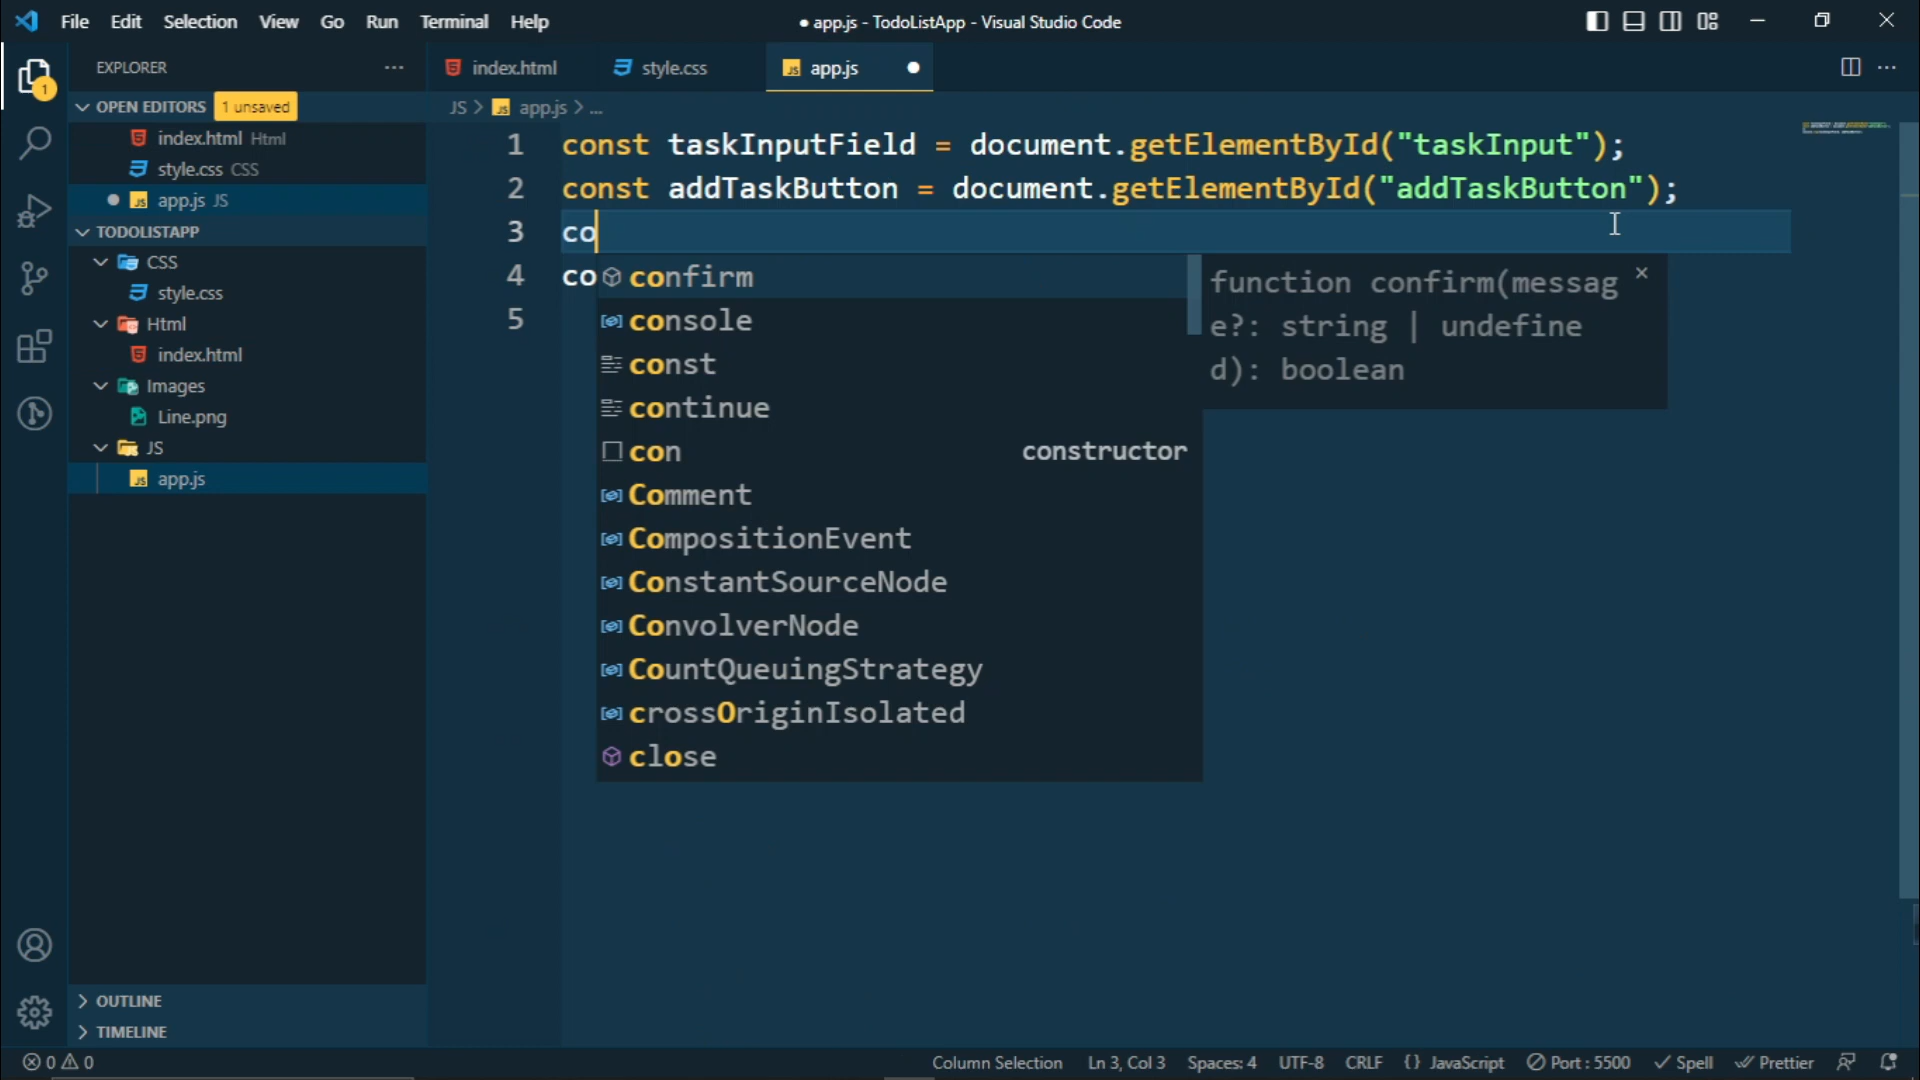 File Edit Selection View Go Run Terminal Help
● app.js - TodoListApp - Visual Studio Code
EXPLORER ...
1
OPEN EDITORS 1 unsaved
index.html Html
style.css CSS
app.js JS
TODOLISTAPP
CSS
style.css
Html
index.html
Images
Line.png
JS
app.js
OUTLINE
TIMELINE
index.html style.css app.js ●
JS > app.js > ...
1 const taskInputField = document.getElementById("taskInput");
2 const addTaskButton = document.getElementById("addTaskButton");
3 co
4 co
5
confirm
console
const
continue
con constructor
Comment
CompositionEvent
ConstantSourceNode
ConvolverNode
CountQueuingStrategy
crossOriginIsolated
close
function confirm(messag
e?: string | undefine
d): boolean
0 0 Column Selection Ln 3, Col 3 Spaces: 4 UTF-8 CRLF {} JavaScript Port : 5500 Spell Prettier